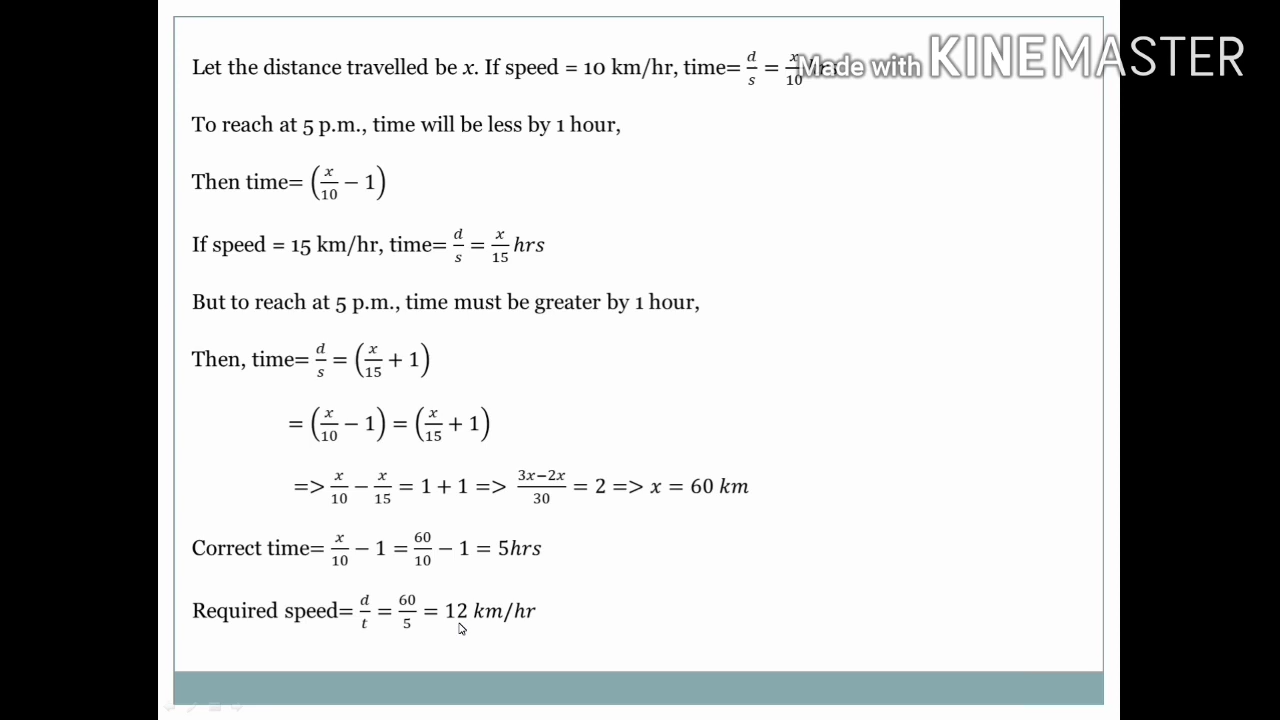 Made with KINEMASTER
Let the distance travelled be x. If speed = 10 km/hr, time= d/s = x/10
To reach at 5 p.m., time will be less by 1 hour,
Then time= (x/10 − 1)
If speed = 15 km/hr, time= d/s = x/15 hrs
But to reach at 5 p.m., time must be greater by 1 hour,
Then, time= d/s = (x/15 + 1)
= (x/10 − 1) = (x/15 + 1)
=> x/10 − x/15 = 1 + 1 => 3x−2x/30 = 2 => x = 60 km
Correct time= x/10 − 1 = 60/10 − 1 = 5hrs
Required speed= d/t = 60/5 = 12 km/hr